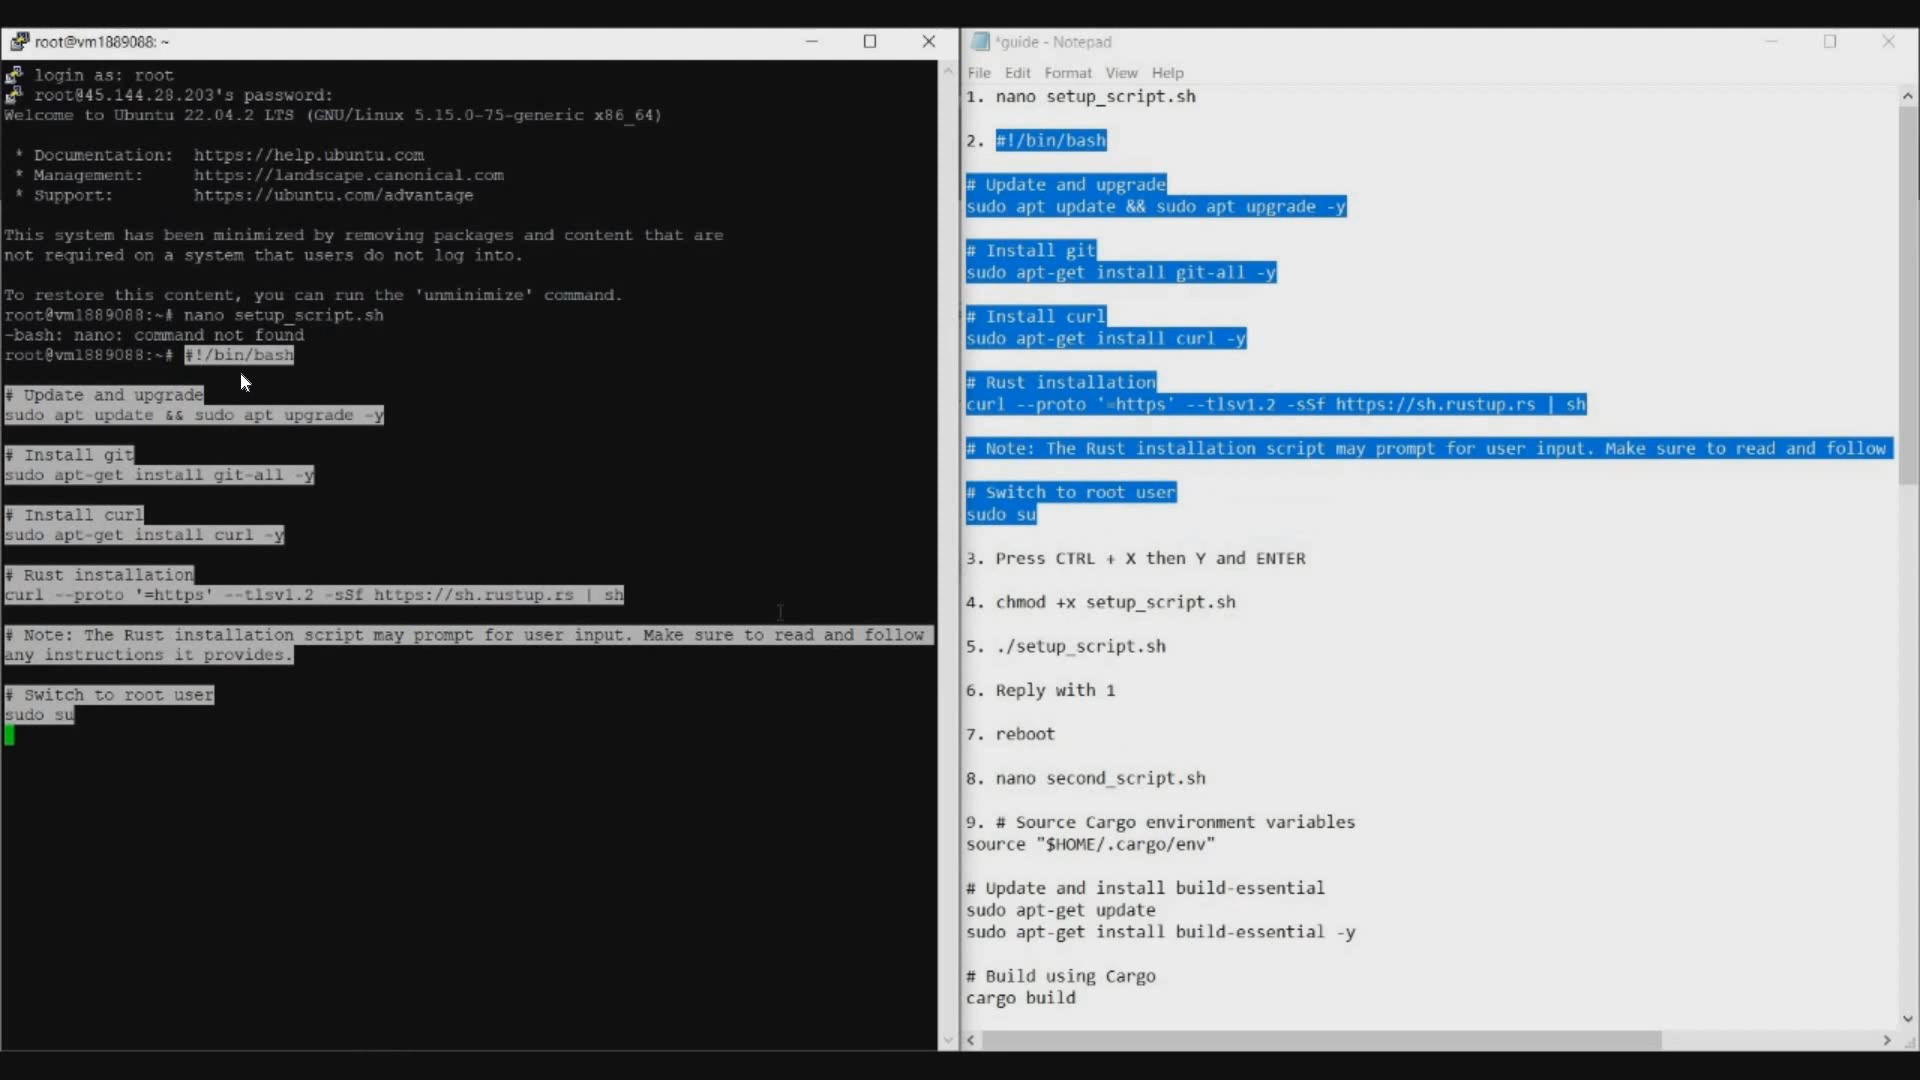 root@vm1889088: ~
login as: root
root@45.144.28.203's password:
Welcome to Ubuntu 22.04.2 LTS (GNU/Linux 5.15.0-75-generic x86_64)
* Documentation: https://help.ubuntu.com
* Management: https://landscape.canonical.com
* Support: https://ubuntu.com/advantage
This system has been minimized by removing packages and content that are
not required on a system that users do not log into.
To restore this content, you can run the 'unminimize' command.
root@vm1889088:~# nano setup_script.sh
-bash: nano: command not found
root@vm1889088:~# #!/bin/bash
# Update and upgrade
sudo apt update && sudo apt upgrade -y
# Install git
sudo apt-get install git-all -y
# Install curl
sudo apt-get install curl -y
# Rust installation
curl --proto '=https' --tlsv1.2 -sSf https://sh.rustup.rs | sh
# Note: The Rust installation script may prompt for user input. Make sure to read and follow
any instructions it provides.
# Switch to root user
sudo su
*guide - Notepad
File Edit Format View Help
1. nano setup_script.sh
2. #!/bin/bash
# Update and upgrade
sudo apt update && sudo apt upgrade -y
# Install git
sudo apt-get install git-all -y
# Install curl
sudo apt-get install curl -y
# Rust installation
curl --proto '=https' --tlsv1.2 -sSf https://sh.rustup.rs | sh
# Note: The Rust installation script may prompt for user input. Make sure to read and follow
# Switch to root user
sudo su
3. Press CTRL + X then Y and ENTER
4. chmod +x setup_script.sh
5. ./setup_script.sh
6. Reply with 1
7. reboot
8. nano second_script.sh
9. # Source Cargo environment variables
source "$HOME/.cargo/env"
# Update and install build-essential
sudo apt-get update
sudo apt-get install build-essential -y
# Build using Cargo
cargo build